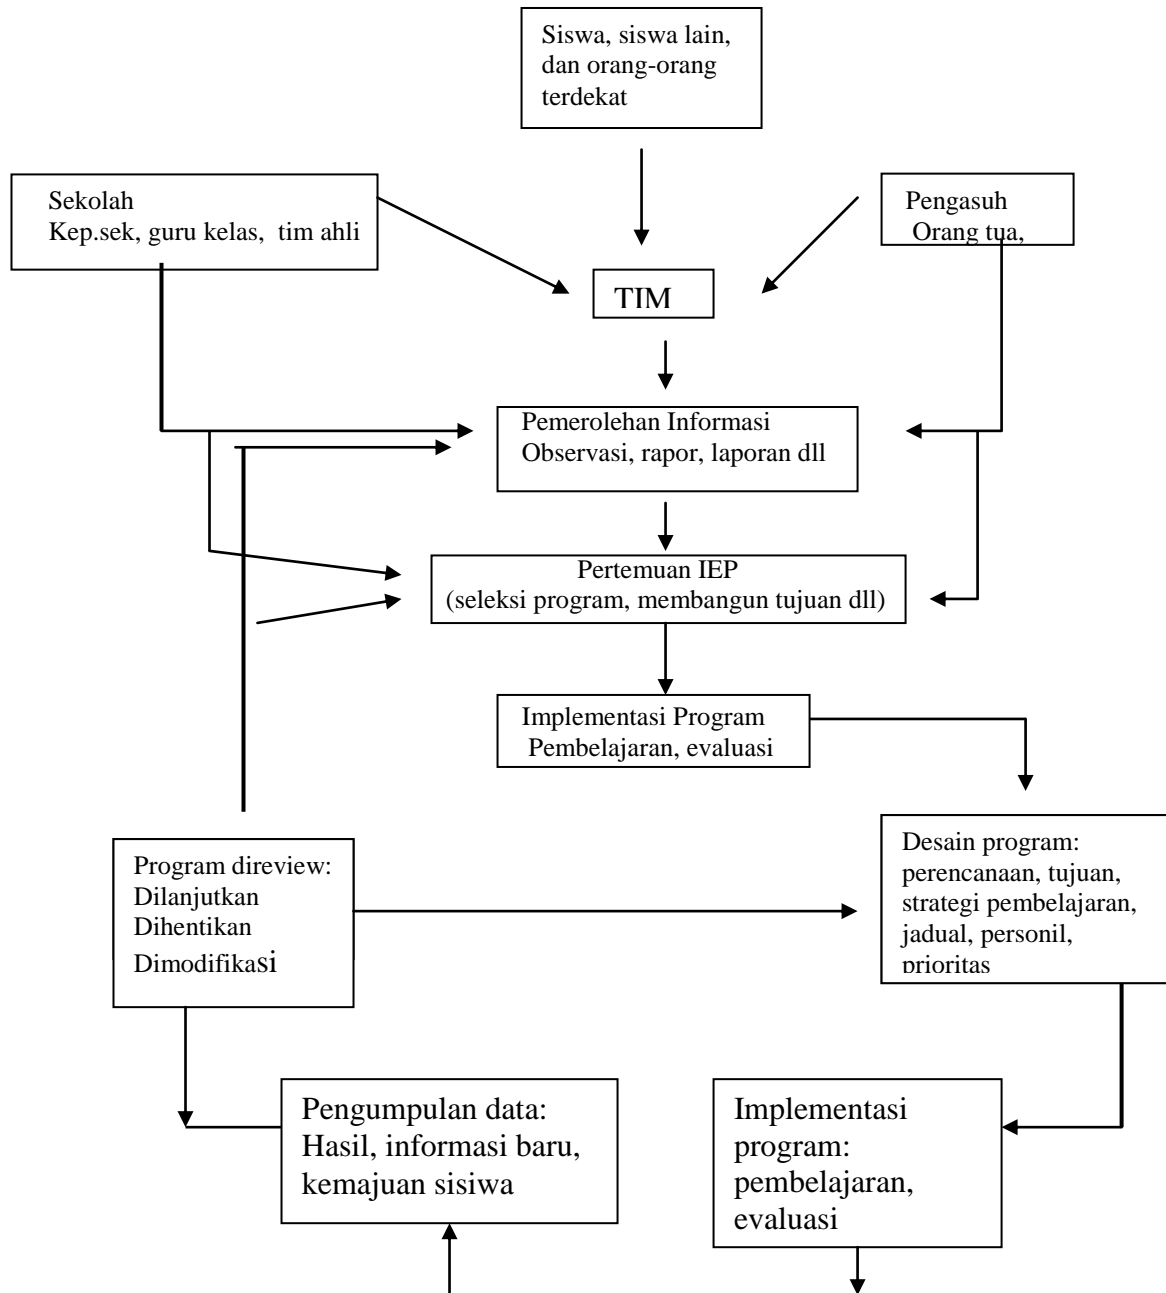 Siswa, siswa lain,
dan orang-orang
terdekat
Sekolah
Kep.sek, guru kelas,  tim ahli
Pengasuh
Orang tua,
TIM
Pemerolehan Informasi
Observasi, rapor, laporan dll
Pertemuan IEP
(seleksi program, membangun tujuan dll)
Implementasi Program
Pembelajaran, evaluasi
Program direview:
Dilanjutkan
Dihentikan
Dimodifikasi
Desain program:
perencanaan, tujuan,
strategi pembelajaran,
jadual, personil,
prioritas
Pengumpulan data:
Hasil, informasi baru,
kemajuan sisiwa
Implementasi
program:
pembelajaran,
evaluasi